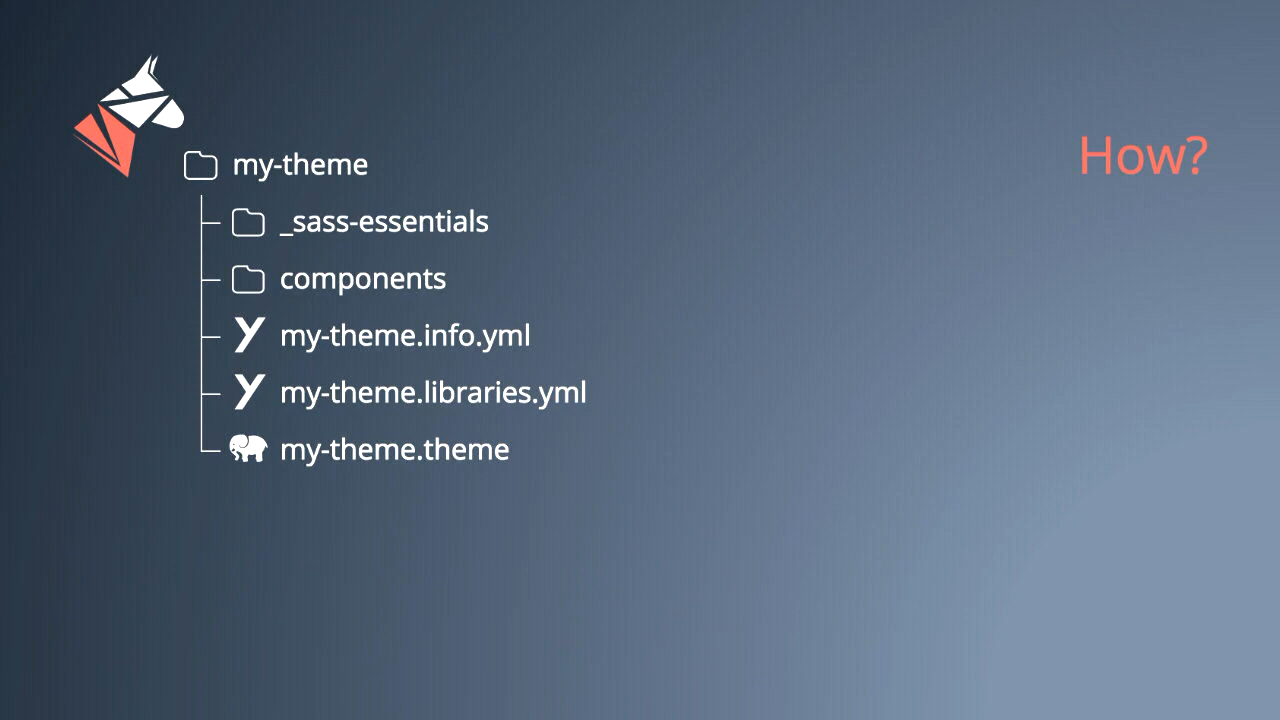 How?
my-theme
_sass-essentials
components
my-theme.info.yml
my-theme.libraries.yml
my-theme.theme